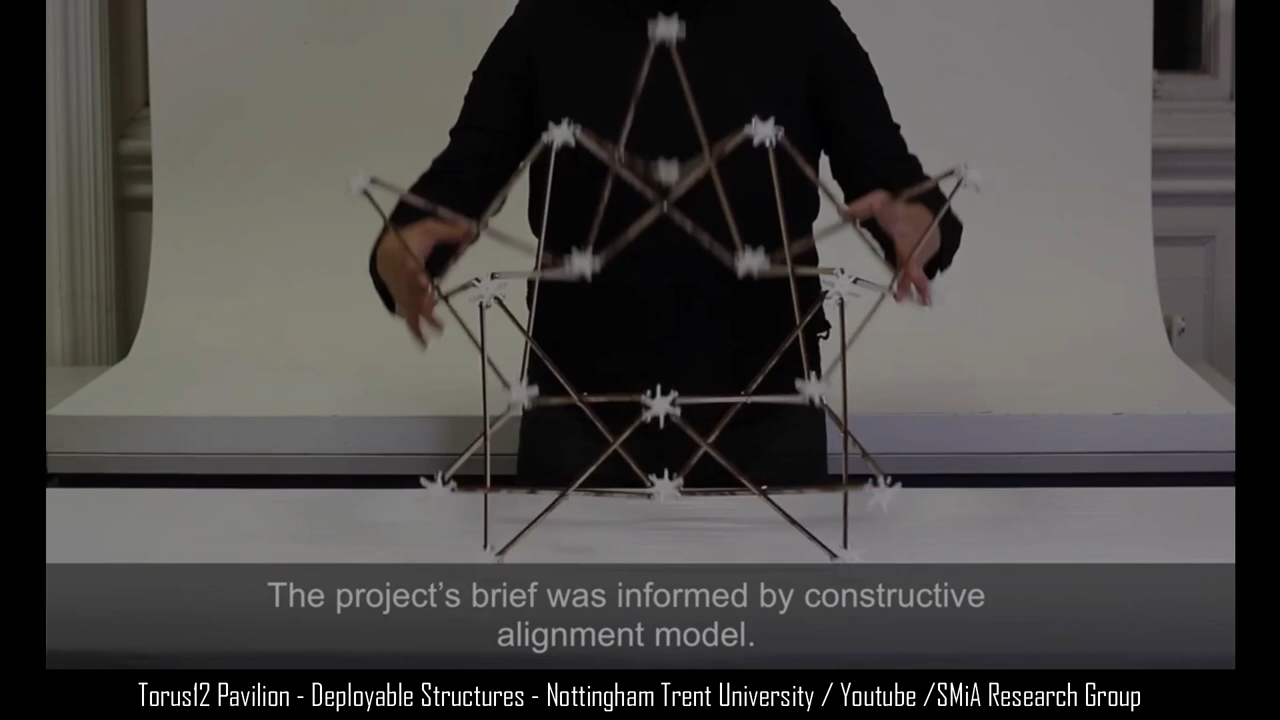 The project's brief was informed by constructive
alignment model.
Torus12 Pavilion - Deployable Structures - Nottingham Trent University / Youtube /SMiA Research Group